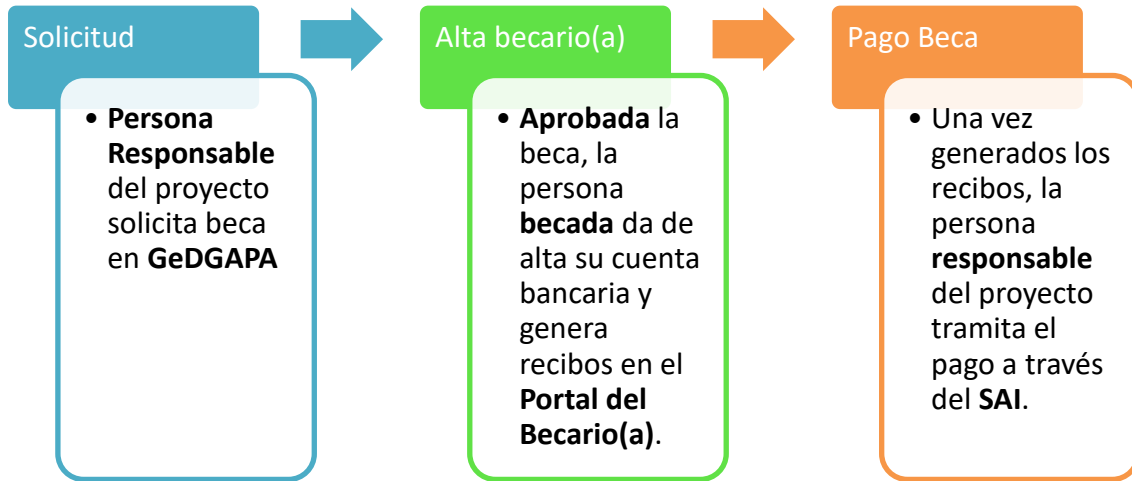 Solicitud
• Persona
Responsable
del proyecto
solicita beca
en GeDGAPA
Alta becario(a)
• Aprobada la
beca, la
persona
becada da de
alta su cuenta
bancaria y
genera
recibos en el
Portal del
Becario(a).
Pago Beca
• Una vez
generados los
recibos, la
persona
responsable
del proyecto
tramita el
pago a través
del SAI.